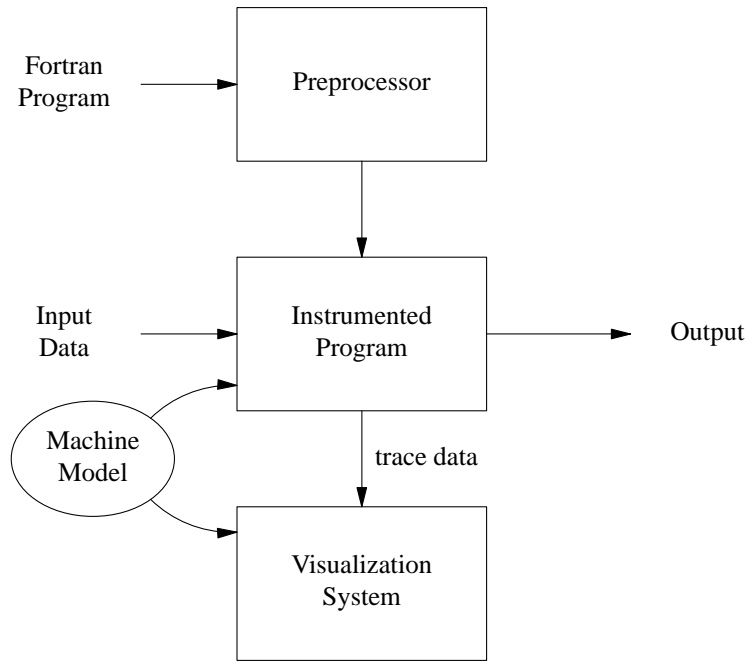 Fortran
Program
Preprocessor
Input
Data
Instrumented
Program
Output
Machine
Model
trace data
Visualization
System